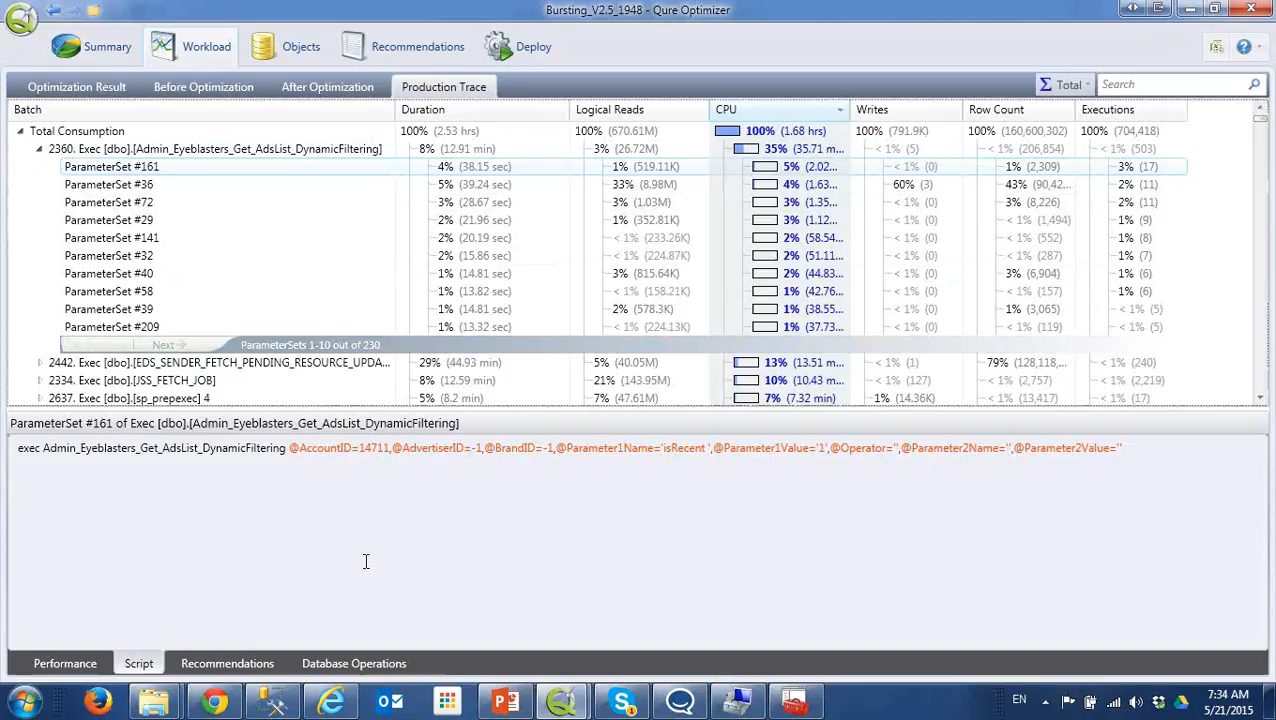 Bursting_V2.5_1948 - Qure Optimizer
Summary Workload Objects Recommendations Deploy
Optimization Result Before Optimization After Optimization Production Trace Σ Total Search
Batch Duration Logical Reads CPU Writes Row Count Executions
Total Consumption 100% (2.53 hrs) 100% (670.61M) 100% (1.68 hrs) 100% (791.9K) 100% (160,600,302) 100% (704,418)
2360. Exec [dbo].[Admin_Eyeblasters_Get_AdsList_DynamicFiltering] 8% (12.91 min) 3% (26.72M) 35% (35.71 m... < 1% (5) < 1% (206,854) < 1% (503)
ParameterSet #161 4% (38.15 sec) 1% (519.11K) 5% (2.02... < 1% (0) 1% (2,309) 3% (17)
ParameterSet #36 5% (39.24 sec) 33% (8.98M) 4% (1.63... 60% (3) 43% (90,42... 2% (11)
ParameterSet #72 3% (28.67 sec) 3% (1.03M) 3% (1.35... < 1% (0) 3% (8,226) 2% (11)
ParameterSet #29 2% (21.96 sec) 1% (352.81K) 3% (1.12... < 1% (0) < 1% (1,494) 1% (9)
ParameterSet #141 2% (20.19 sec) < 1% (233.26K) 2% (58.54... < 1% (0) < 1% (552) 1% (8)
ParameterSet #32 2% (15.86 sec) < 1% (224.87K) 2% (51.11... < 1% (0) < 1% (287) 1% (7)
ParameterSet #40 1% (14.81 sec) 3% (815.64K) 2% (44.83... < 1% (0) 3% (6,904) 1% (6)
ParameterSet #58 1% (13.82 sec) < 1% (158.21K) 2% (42.76... < 1% (0) < 1% (157) 1% (6)
ParameterSet #39 1% (14.81 sec) 2% (578.3K) 1% (38.55... < 1% (0) 1% (3,065) < 1% (5)
ParameterSet #209 1% (13.32 sec) < 1% (224.13K) 1% (37.73... < 1% (0) < 1% (119) < 1% (5)
Next ParameterSets 1-10 out of 230
2442. Exec [dbo].[EDS_SENDER_FETCH_PENDING_RESOURCE_UPDA... 29% (44.93 min) 5% (40.05M) 13% (13.51 m... < 1% (1) 79% (128,118,... < 1% (240)
2334. Exec [dbo].[JSS_FETCH_JOB] 8% (12.59 min) 21% (143.95M) 10% (10.43 m... < 1% (127) < 1% (2,757) < 1% (2,219)
2637. Exec [dbo].[sp_prepexec] 4 5% (8.2 min) 7% (47.61M) 7% (7.32 min) 1% (14.36K) < 1% (13,417) < 1% (17)
ParameterSet #161 of Exec [dbo].[Admin_Eyeblasters_Get_AdsList_DynamicFiltering]
exec Admin_Eyeblasters_Get_AdsList_DynamicFiltering @AccountID=14711,@AdvertiserID=-1,@BrandID=-1,@Parameter1Name='isRecent ',@Parameter1Value='1',@Operator='',@Parameter2Name='',@Parameter2Value=''
Performance Script Recommendations Database Operations
EN 7:34 AM
5/21/2015